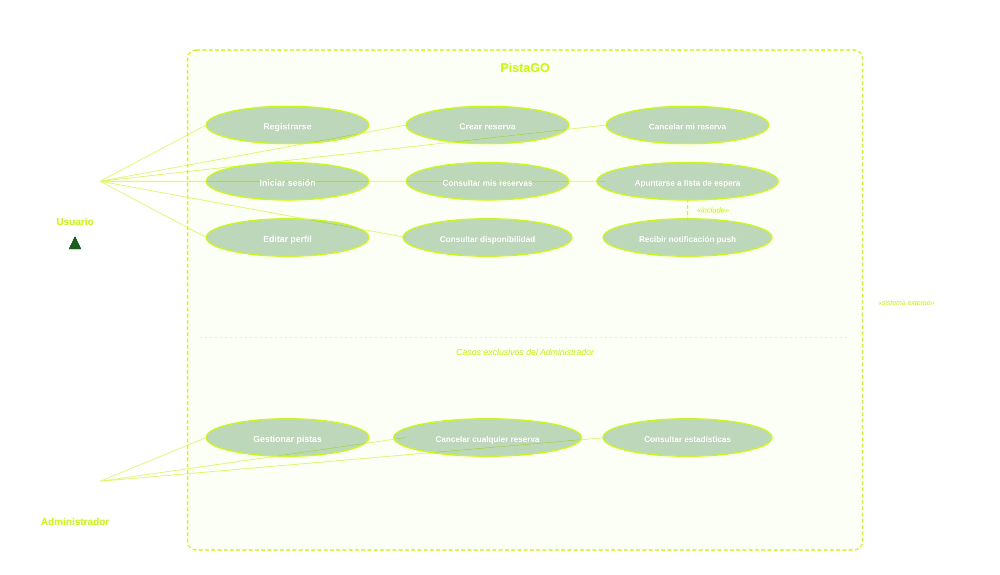 PistaGO
Registrarse
Crear reserva
Cancelar mi reserva
Iniciar sesión
Consultar mis reservas
Apuntarse a lista de espera
«include»
Usuario
Editar perfil
Consultar disponibilidad
Recibir notificación push
«sistema externo»
Casos exclusivos del Administrador
Gestionar pistas
Cancelar cualquier reserva
Consultar estadísticas
Administrador